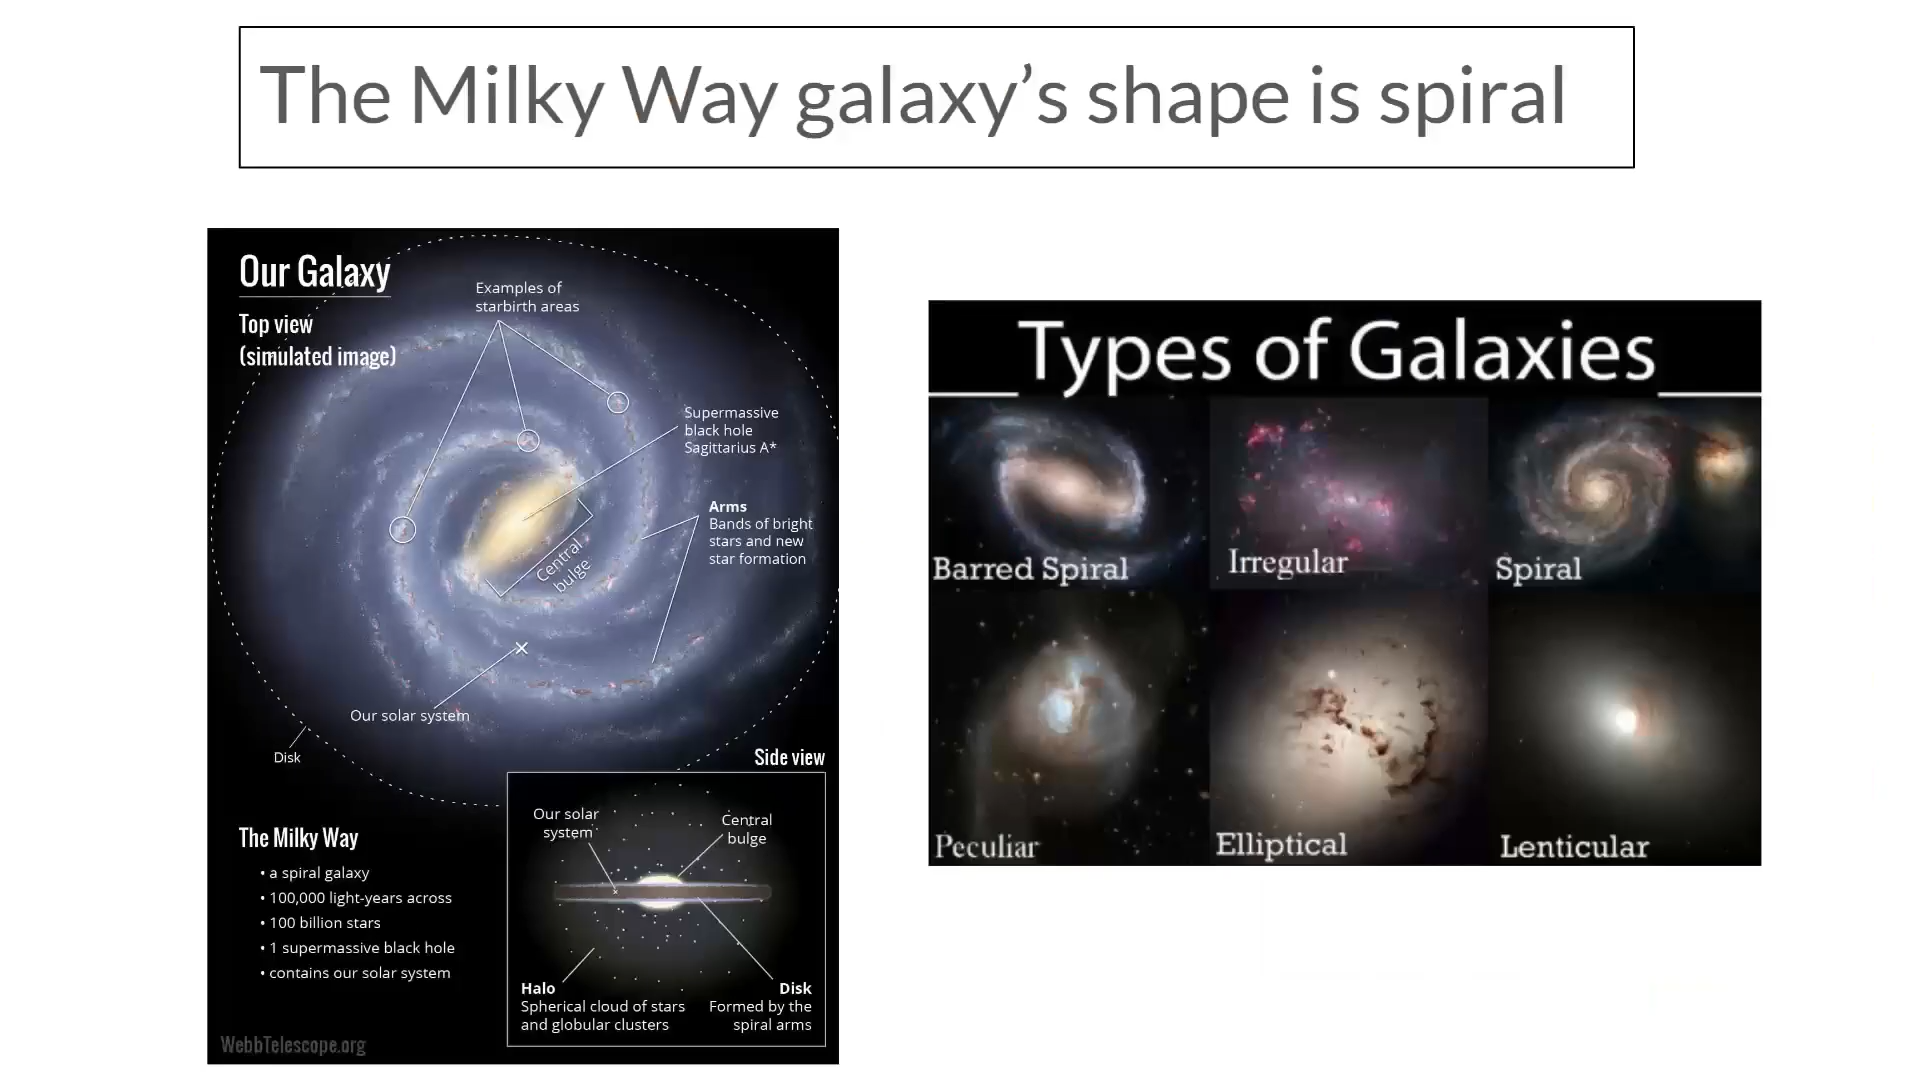 The Milky Way galaxy’s shape is spiral
Our Galaxy
Top view
(simulated image)
Examples of
starbirth areas
Supermassive
black hole
Sagittarius A*
Arms
Bands of bright
stars and new
star formation
Central
bulge
Our solar system
Disk
The Milky Way
• a spiral galaxy
• 100,000 light-years across
• 100 billion stars
• 1 supermassive black hole
• contains our solar system
WebbTelescope.org
Side view
Our solar
system
Central
bulge
Halo
Spherical cloud of stars
and globular clusters
Disk
Formed by the
spiral arms
Types of Galaxies
Barred Spiral
Irregular
Spiral
Peculiar
Elliptical
Lenticular